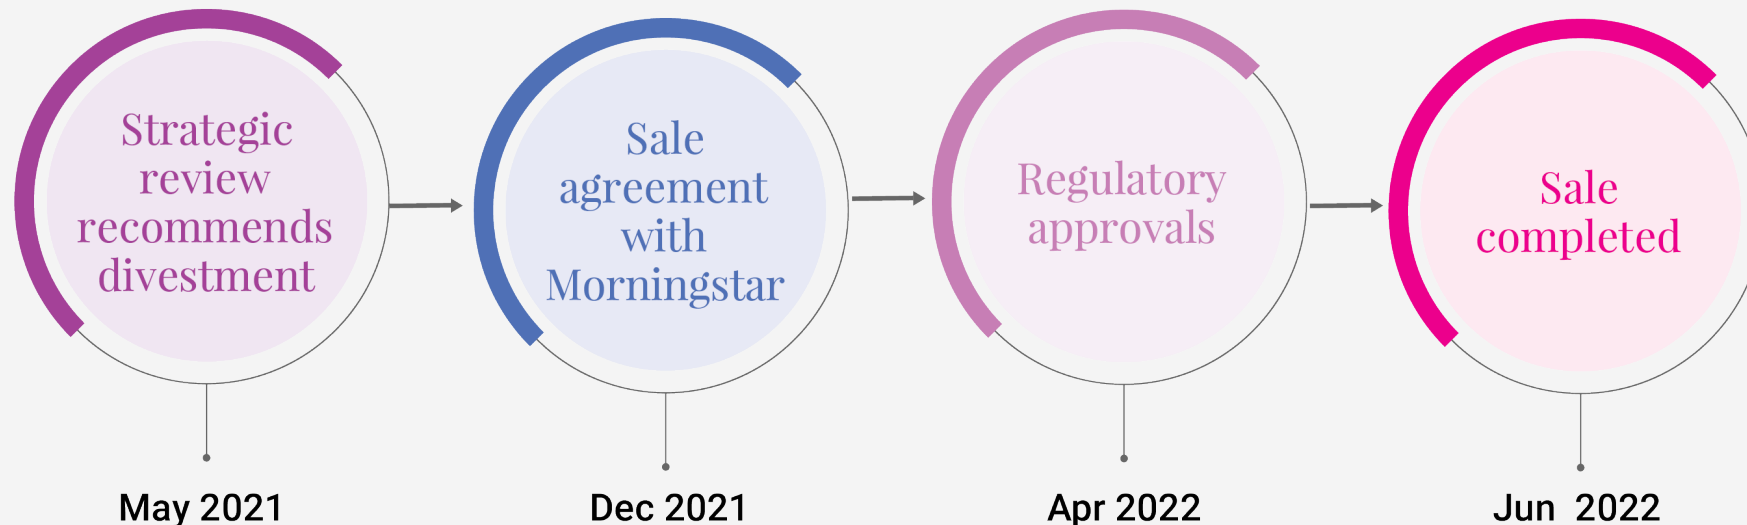 Strategic
review
recommends
divestment
May 2021
Sale
agreement
with
Morningstar
Dec 2021
Regulatory
approvals
Apr 2022
Sale
completed
Jun 2022